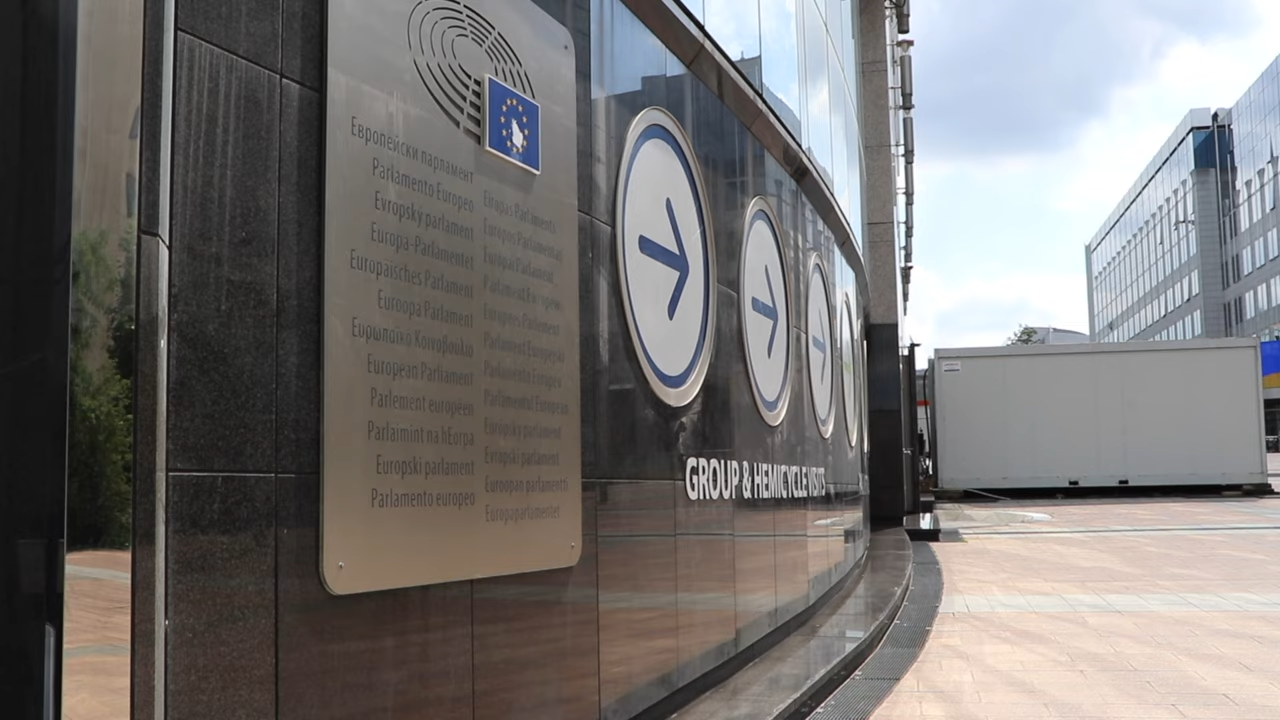 Европейски парламент
Parlamento Europeo
Evropský parlament
Europa-Parlamentet
Europäisches Parlament
Euroopa Parlament
Ευρωπαϊκό Κοινοβούλιο
European Parliament
Parlement européen
Parlaimint na hEorpa
Europski parlament
Parlamento europeo
Eiropas Parlaments
Europos Parlamentas
Európai Parlament
Parlament Ewropew
Europees Parlement
Parlament Europejski
Parlamento Europeu
Parlamentul European
Európsky parlament
Evropski parlament
Euroopan parlamentti
Europaparlamentet
GROUP & HEMICYCLE VISITS